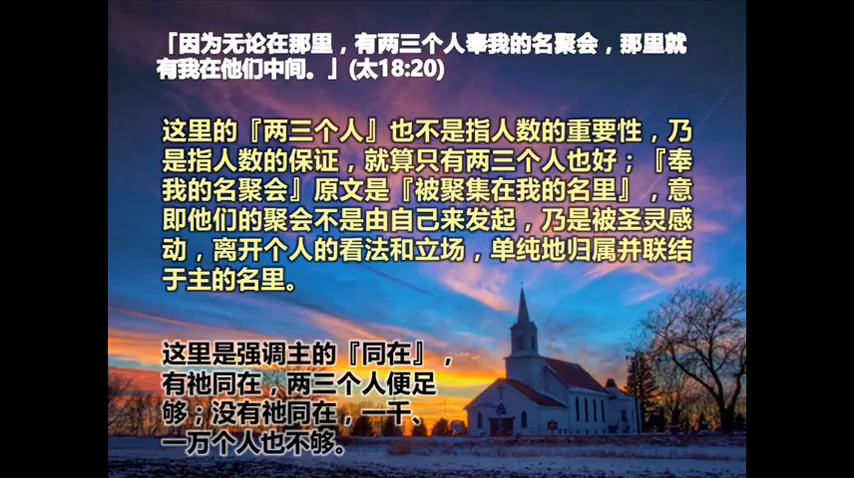 「因为无论在那里，有两三个人奉我的名聚会，那里就
有我在他们中间。」(太18:20)
这里的『两三个人』也不是指人数的重要性，乃
是指人数的保证，就算只有两三个人也好；『奉
我的名聚会』原文是『被聚集在我的名里』，意
即他们的聚会不是由自己来发起，乃是被圣灵感
动，离开个人的看法和立场，单纯地归属并联结
于主的名里。
这里是强调主的『同在』，
有祂同在，两三个人便足
够；没有祂同在，一千、
一万个人也不够。